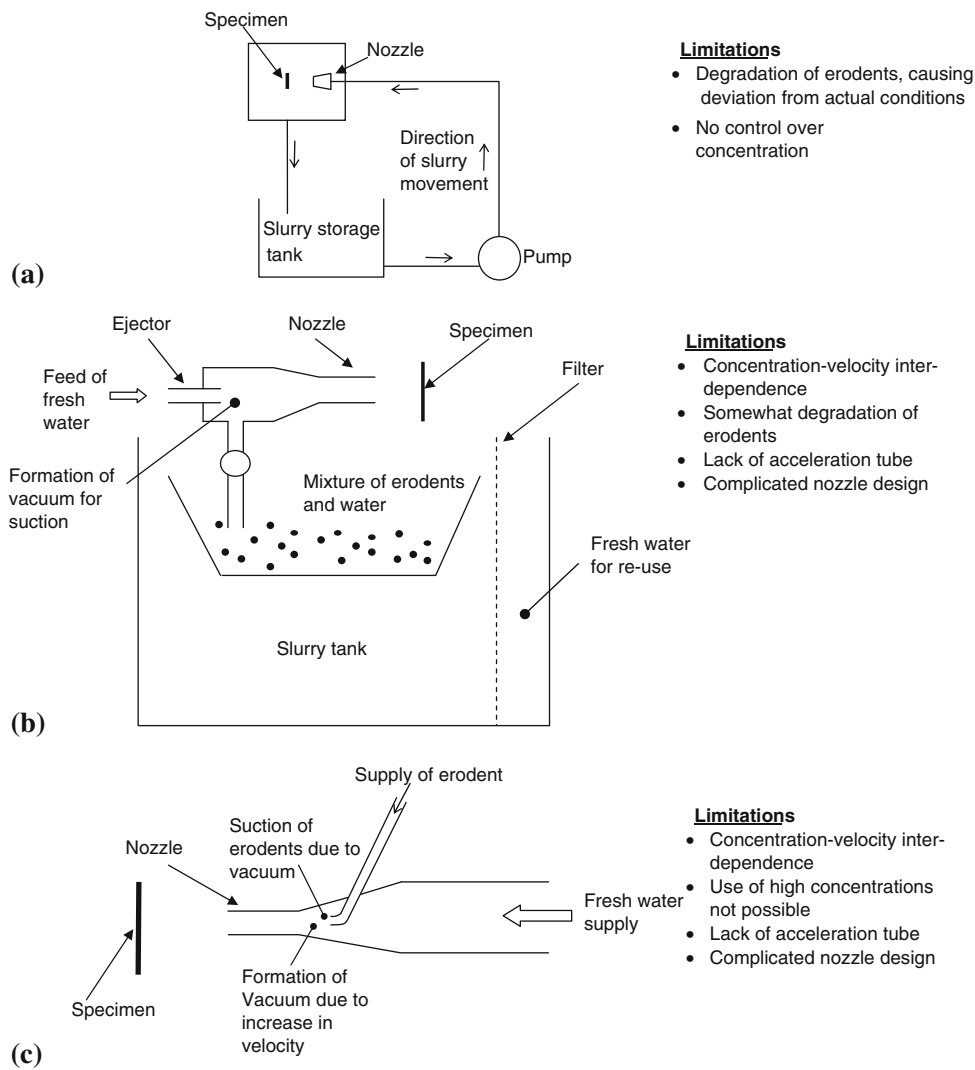 Specimen
Nozzle
Direction
of slurry
movement
Slurry storage
tank
Pump
Limitations
• Degradation of erodents, causing
deviation from actual conditions
• No control over
concentration
(a)
Ejector
Nozzle
Specimen
Filter
Feed of
fresh
water
Formation of
vacuum for
suction
Mixture of erodents
and water
Fresh water
for re-use
Slurry tank
Limitations
• Concentration-velocity inter-
dependence
• Somewhat degradation of
erodents
• Lack of acceleration tube
• Complicated nozzle design
(b)
Supply of erodent
Suction of
erodents due to
vacuum
Nozzle
Fresh water
supply
Specimen
Formation of
Vacuum due to
increase in
velocity
Limitations
• Concentration-velocity inter-
dependence
• Use of high concentrations
not possible
• Lack of acceleration tube
• Complicated nozzle design
(c)